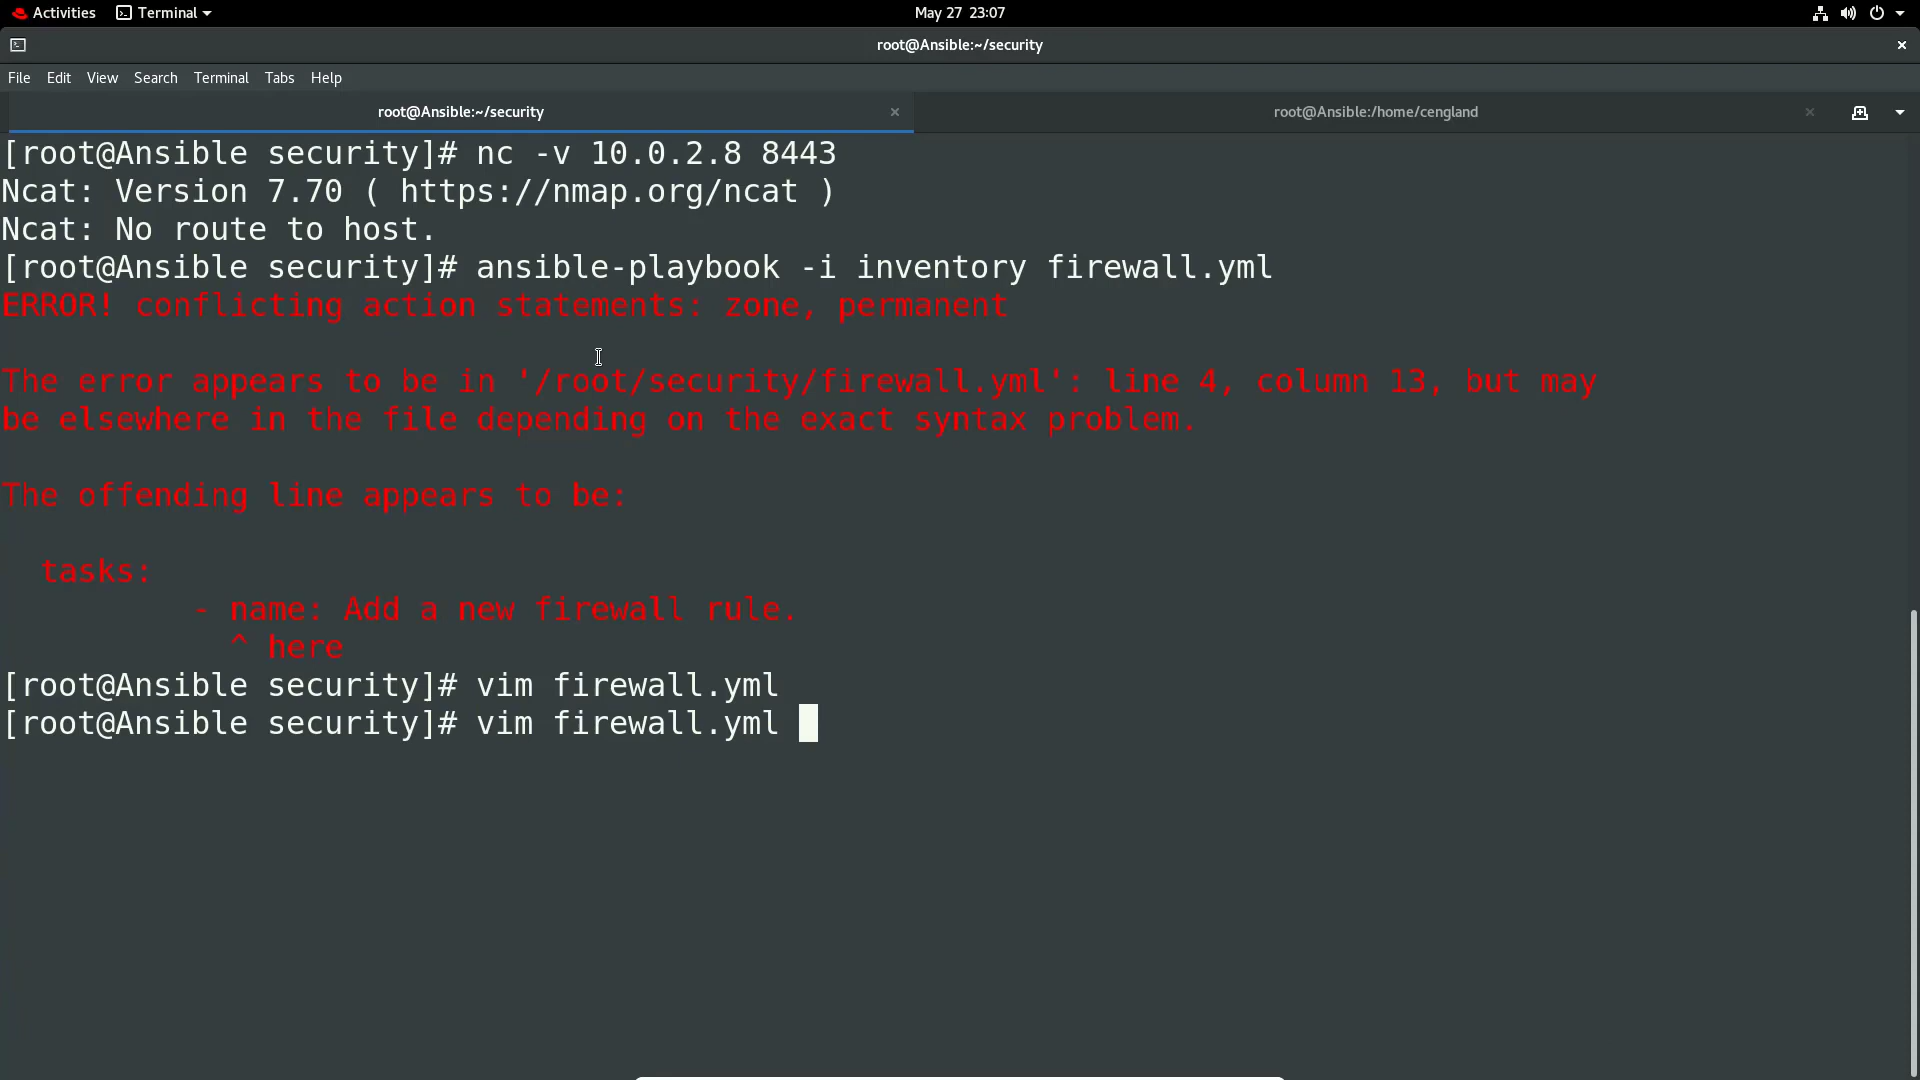 Activities Terminal May 27 23:07
root@Ansible:~/security
File Edit View Search Terminal Tabs Help
root@Ansible:~/security root@Ansible:/home/cengland
[root@Ansible security]# nc -v 10.0.2.8 8443
Ncat: Version 7.70 ( https://nmap.org/ncat )
Ncat: No route to host.
[root@Ansible security]# ansible-playbook -i inventory firewall.yml
ERROR! conflicting action statements: zone, permanent
The error appears to be in '/root/security/firewall.yml': line 4, column 13, but may
be elsewhere in the file depending on the exact syntax problem.
The offending line appears to be:
  tasks:
          - name: Add a new firewall rule.
            ^ here
[root@Ansible security]# vim firewall.yml
[root@Ansible security]# vim firewall.yml